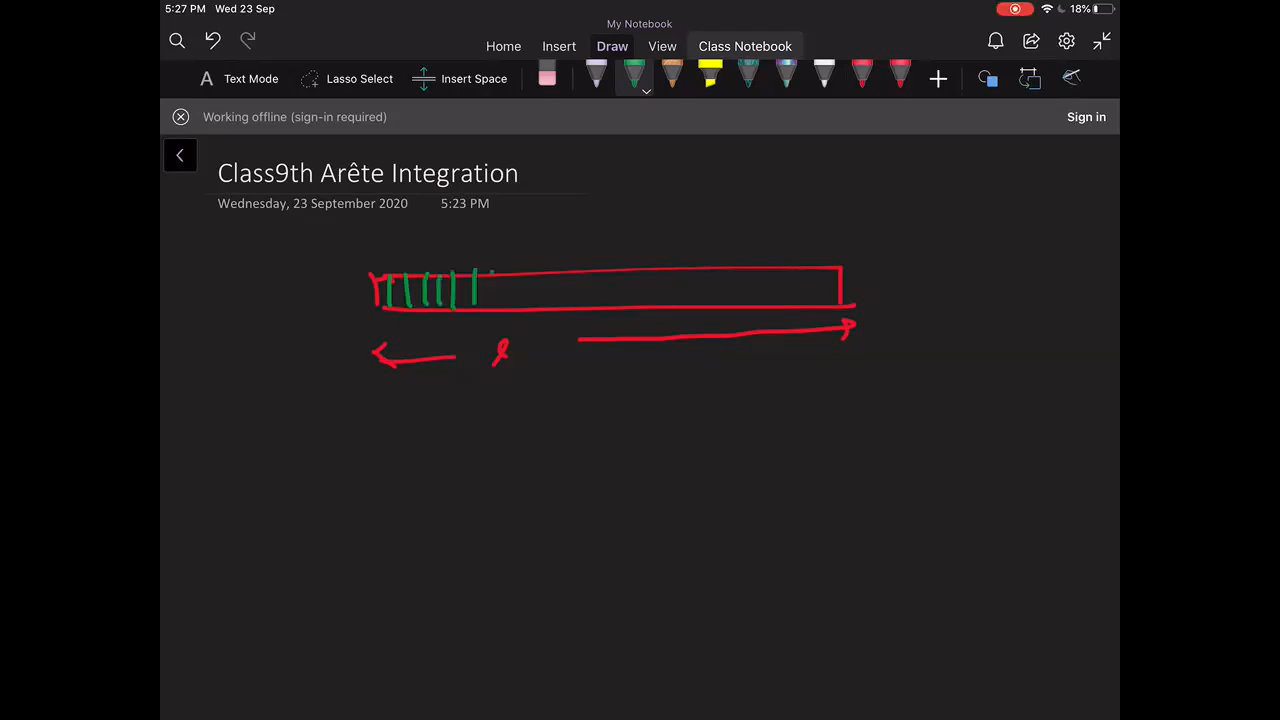 5:27 PM Wed 23 Sep 18%
My Notebook
Home Insert Draw View Class Notebook
A Text Mode Lasso Select Insert Space
Working offline (sign-in required) Sign in
Class9th Arête Integration
Wednesday, 23 September 2020 5:23 PM
l